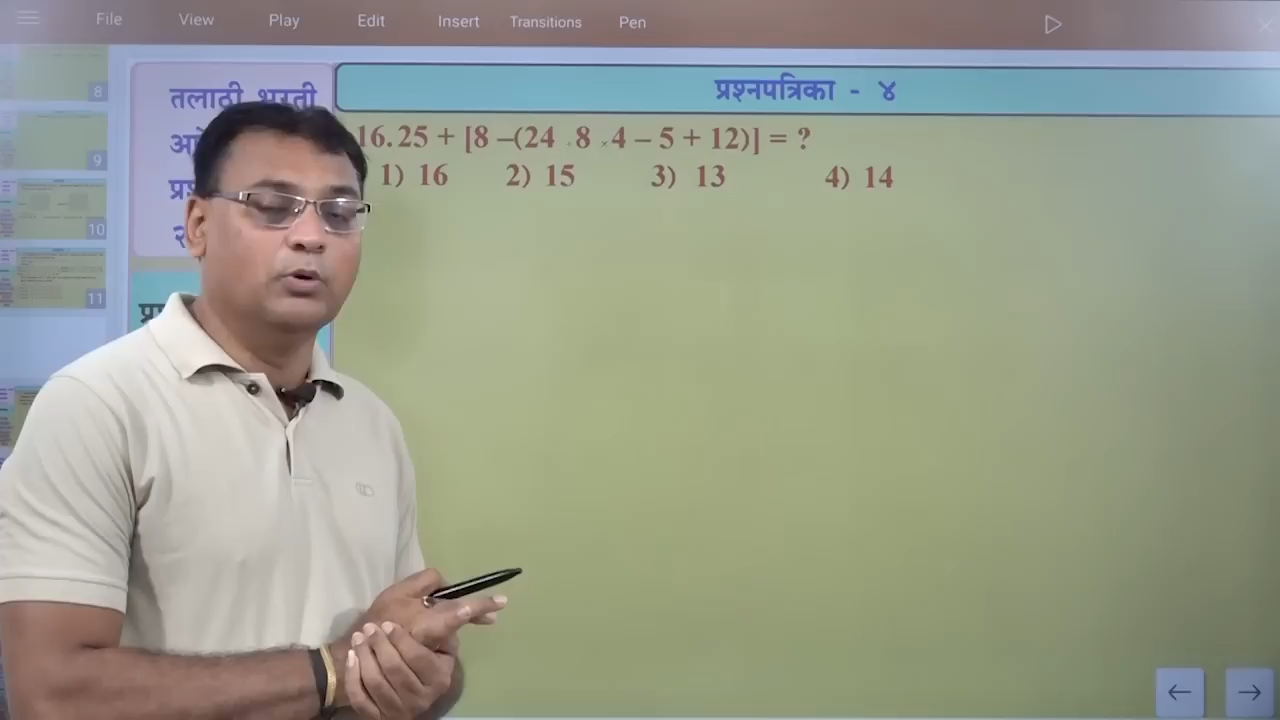 File View Play Edit Insert Transitions Pen
8
9
10
11
तलाठी भरती
प्रश्नपत्रिका - ४
16. 25 + [8 –(24 ÷ 8 × 4 – 5 + 12)] = ?
1) 16 2) 15 3) 13 4) 14